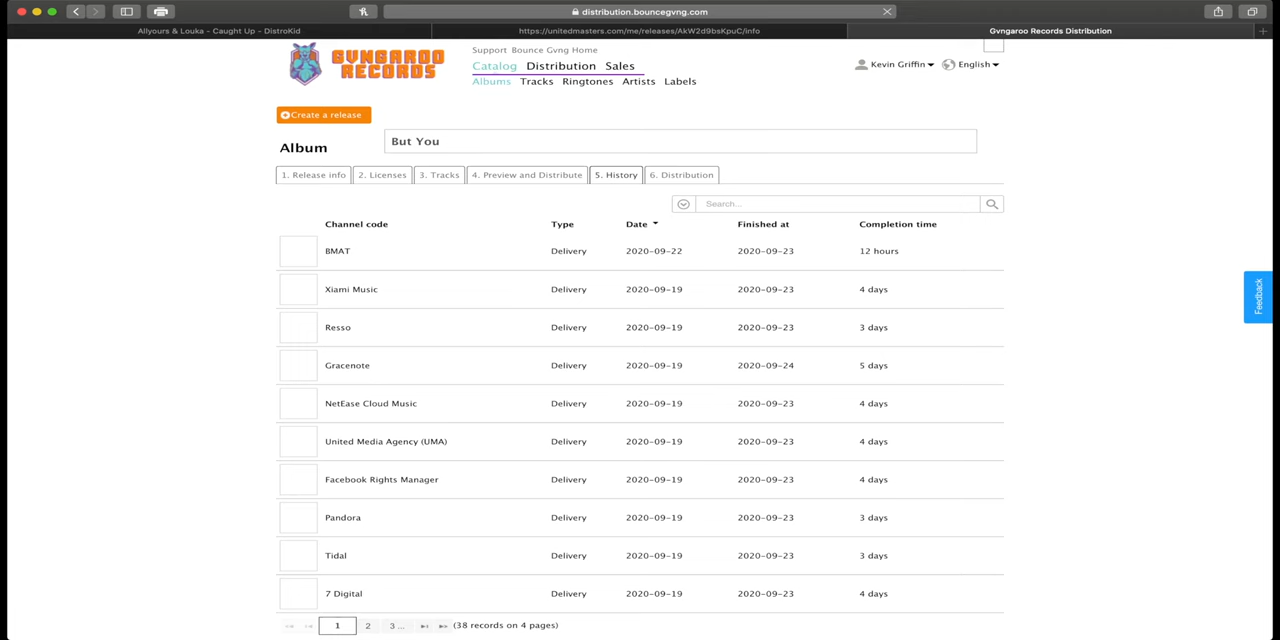 distribution.bouncegvng.com
Allyours & Louka - Caught Up - DistroKid
https://unitedmasters.com/me/releases/AkW2d9bsKpuC/info
Gvngaroo Records Distribution
GVNGAROO RECORDS
Support Bounce Gvng Home
Catalog Distribution Sales
Albums Tracks Ringtones Artists Labels
Kevin Griffin English
Create a release
Album But You
1. Release info 2. Licenses 3. Tracks 4. Preview and Distribute 5. History 6. Distribution
Search...
Channel code Type Date Finished at Completion time
BMAT Delivery 2020-09-22 2020-09-23 12 hours
Xiami Music Delivery 2020-09-19 2020-09-23 4 days
Feedback
Resso Delivery 2020-09-19 2020-09-23 3 days
Gracenote Delivery 2020-09-19 2020-09-24 5 days
NetEase Cloud Music Delivery 2020-09-19 2020-09-23 4 days
United Media Agency (UMA) Delivery 2020-09-19 2020-09-23 4 days
Facebook Rights Manager Delivery 2020-09-19 2020-09-23 4 days
Pandora Delivery 2020-09-19 2020-09-23 3 days
Tidal Delivery 2020-09-19 2020-09-23 3 days
7 Digital Delivery 2020-09-19 2020-09-23 4 days
1 2 3 ... (38 records on 4 pages)